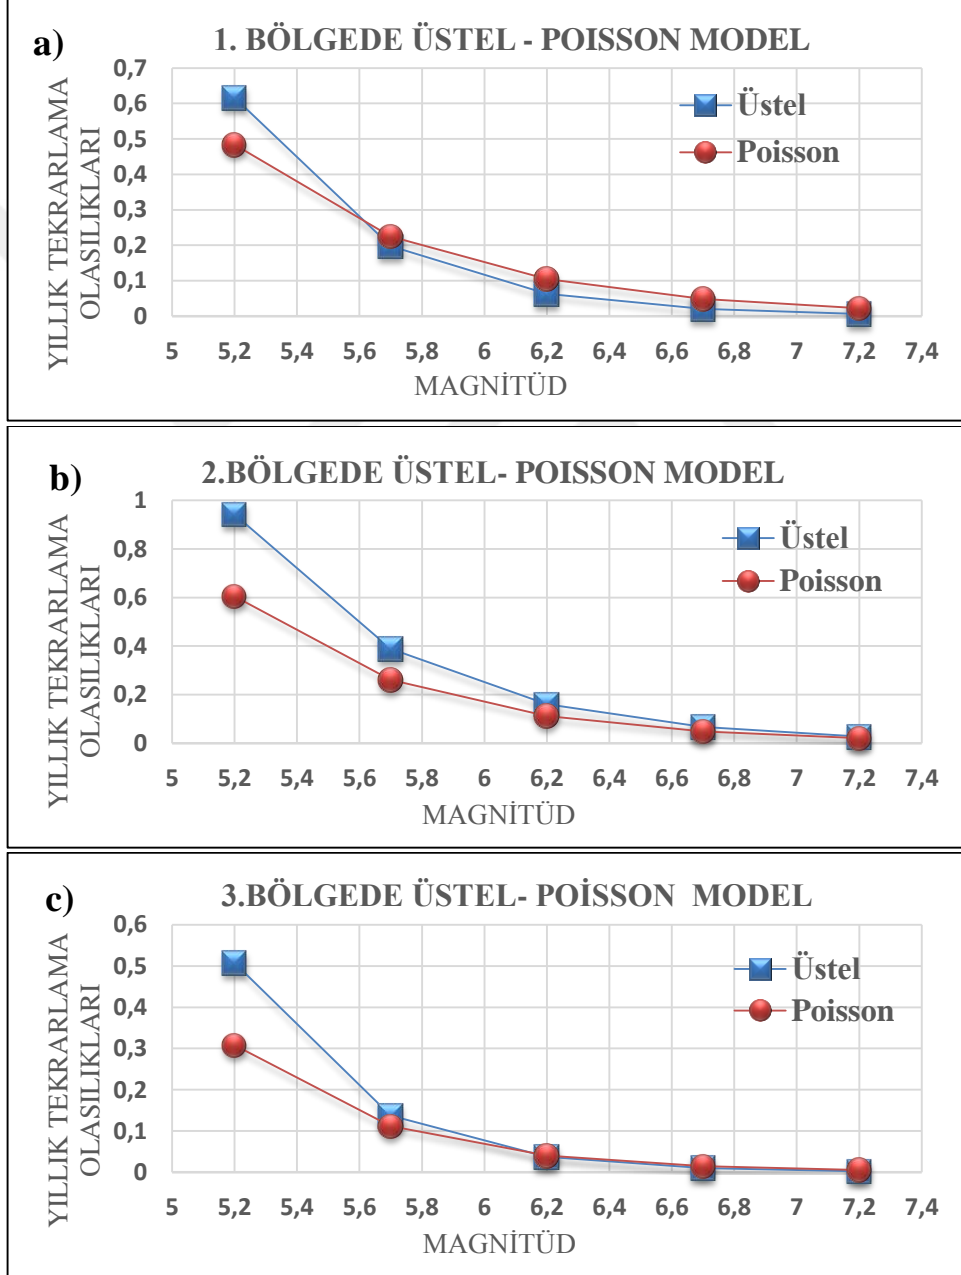 a)
1. BÖLGEDE ÜSTEL - POISSON MODEL
YILLIK TEKRARLAMA
OLASILIKLARI
0,7
0,6
0,5
0,4
0,3
0,2
0,1
0
Üstel
Poisson
5 5,2 5,4 5,6 5,8 6 6,2 6,4 6,6 6,8 7 7,2 7,4
MAGNİTÜD
b)
2.BÖLGEDE ÜSTEL- POISSON MODEL
YILLIK TEKRARLAMA
OLASILIKLARI
1
0,8
0,6
0,4
0,2
0
Üstel
Poisson
5 5,2 5,4 5,6 5,8 6 6,2 6,4 6,6 6,8 7 7,2 7,4
MAGNİTÜD
c)
3.BÖLGEDE ÜSTEL- POİSSON MODEL
YILLIK TEKRARLAMA
OLASILIKLARI
0,6
0,5
0,4
0,3
0,2
0,1
0
Üstel
Poisson
5 5,2 5,4 5,6 5,8 6 6,2 6,4 6,6 6,8 7 7,2 7,4
MAGNİTÜD